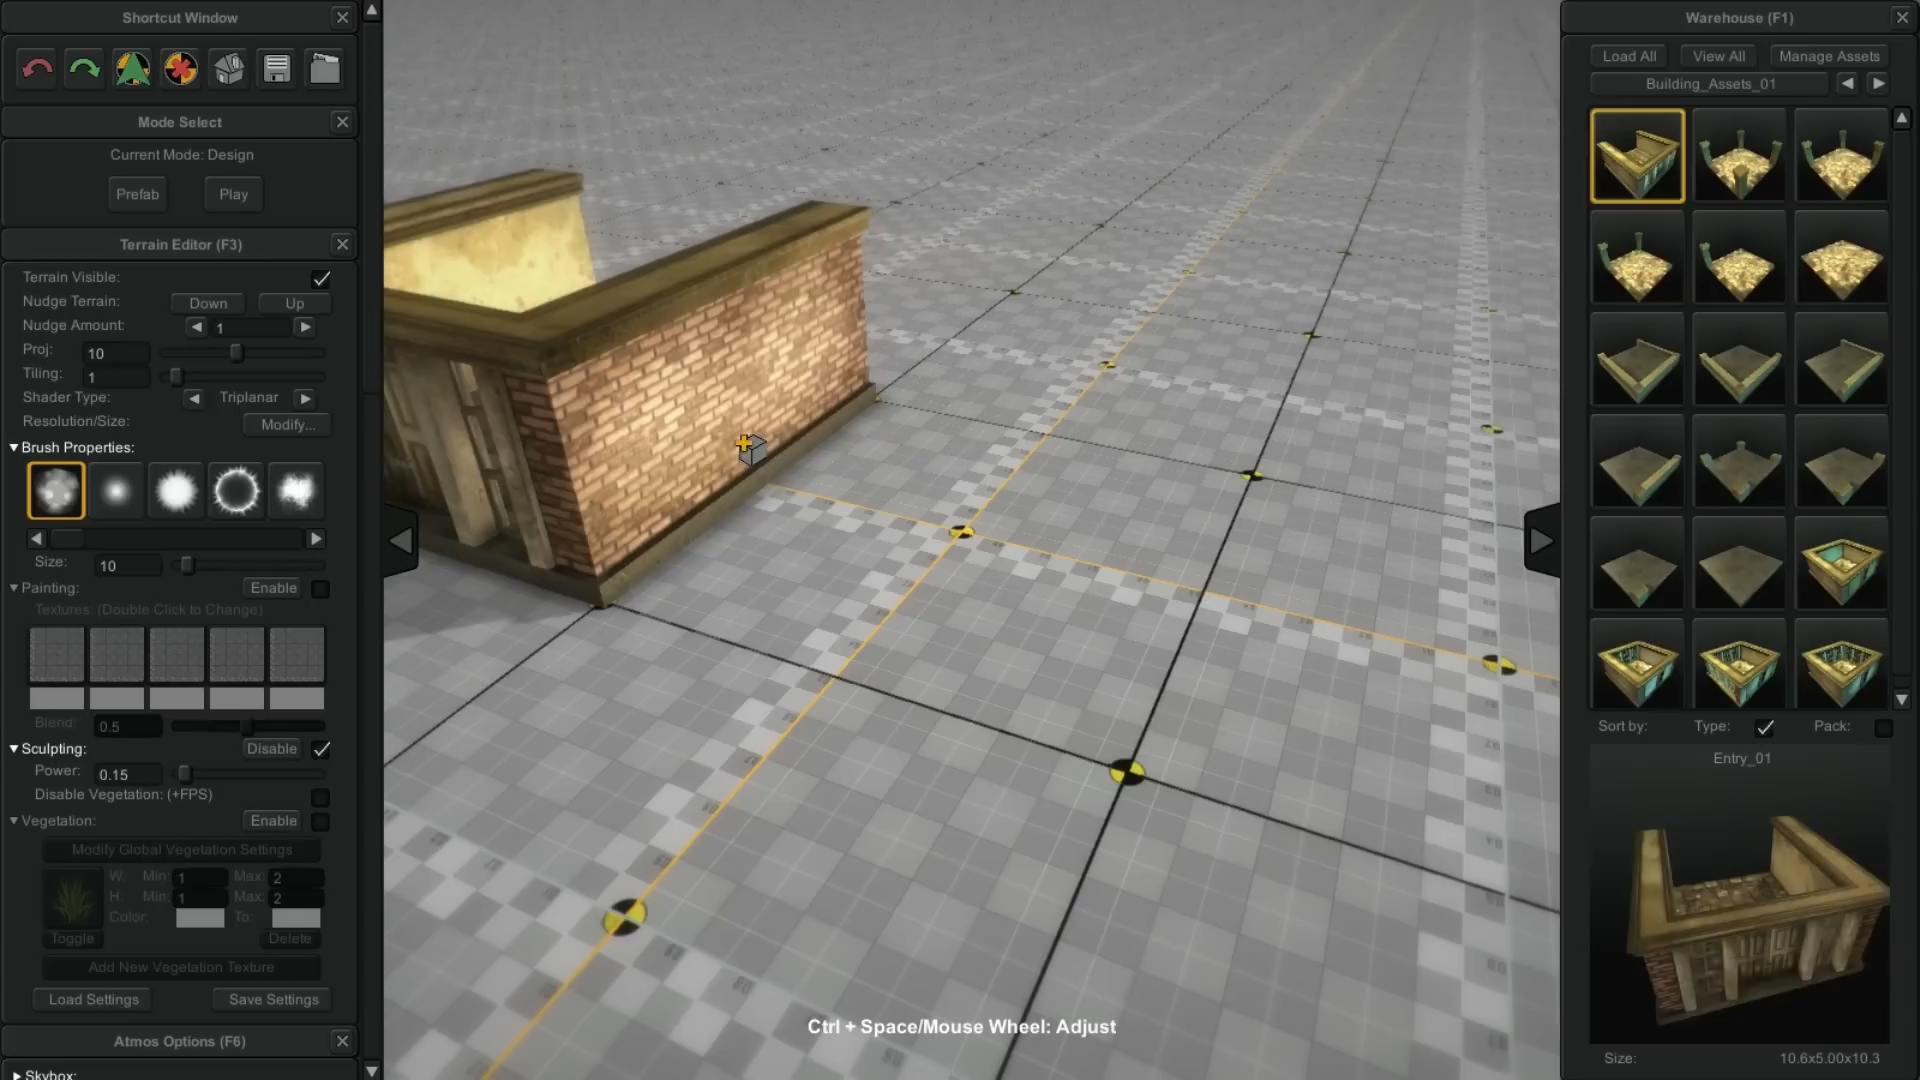 Shortcut Window
Mode Select
Current Mode: Design
Prefab Play
Terrain Editor (F3)
Terrain Visible:
Nudge Terrain: Down Up
Nudge Amount: 1
Proj: 10
Tiling: 1
Shader Type: Triplanar
Resolution/Size: Modify...
Brush Properties:
Size: 10
Painting: Enable
Textures: (Double Click to Change)
Blend: 0.5
Sculpting: Disable
Power: 0.15
Disable Vegetation: (+FPS)
Vegetation: Enable
Modify Global Vegetation Settings
W: Min: 1 Max: 2
H: Min: 1 Max: 2
Color: To:
Toggle Delete
Add New Vegetation Texture
Load Settings Save Settings
Atmos Options (F6)
Skybox:
Ctrl + Space/Mouse Wheel: Adjust
Warehouse (F1)
Load All View All Manage Assets
Building_Assets_01
Sort by: Type: Pack:
Entry_01
Size: 10.6x5.00x10.3